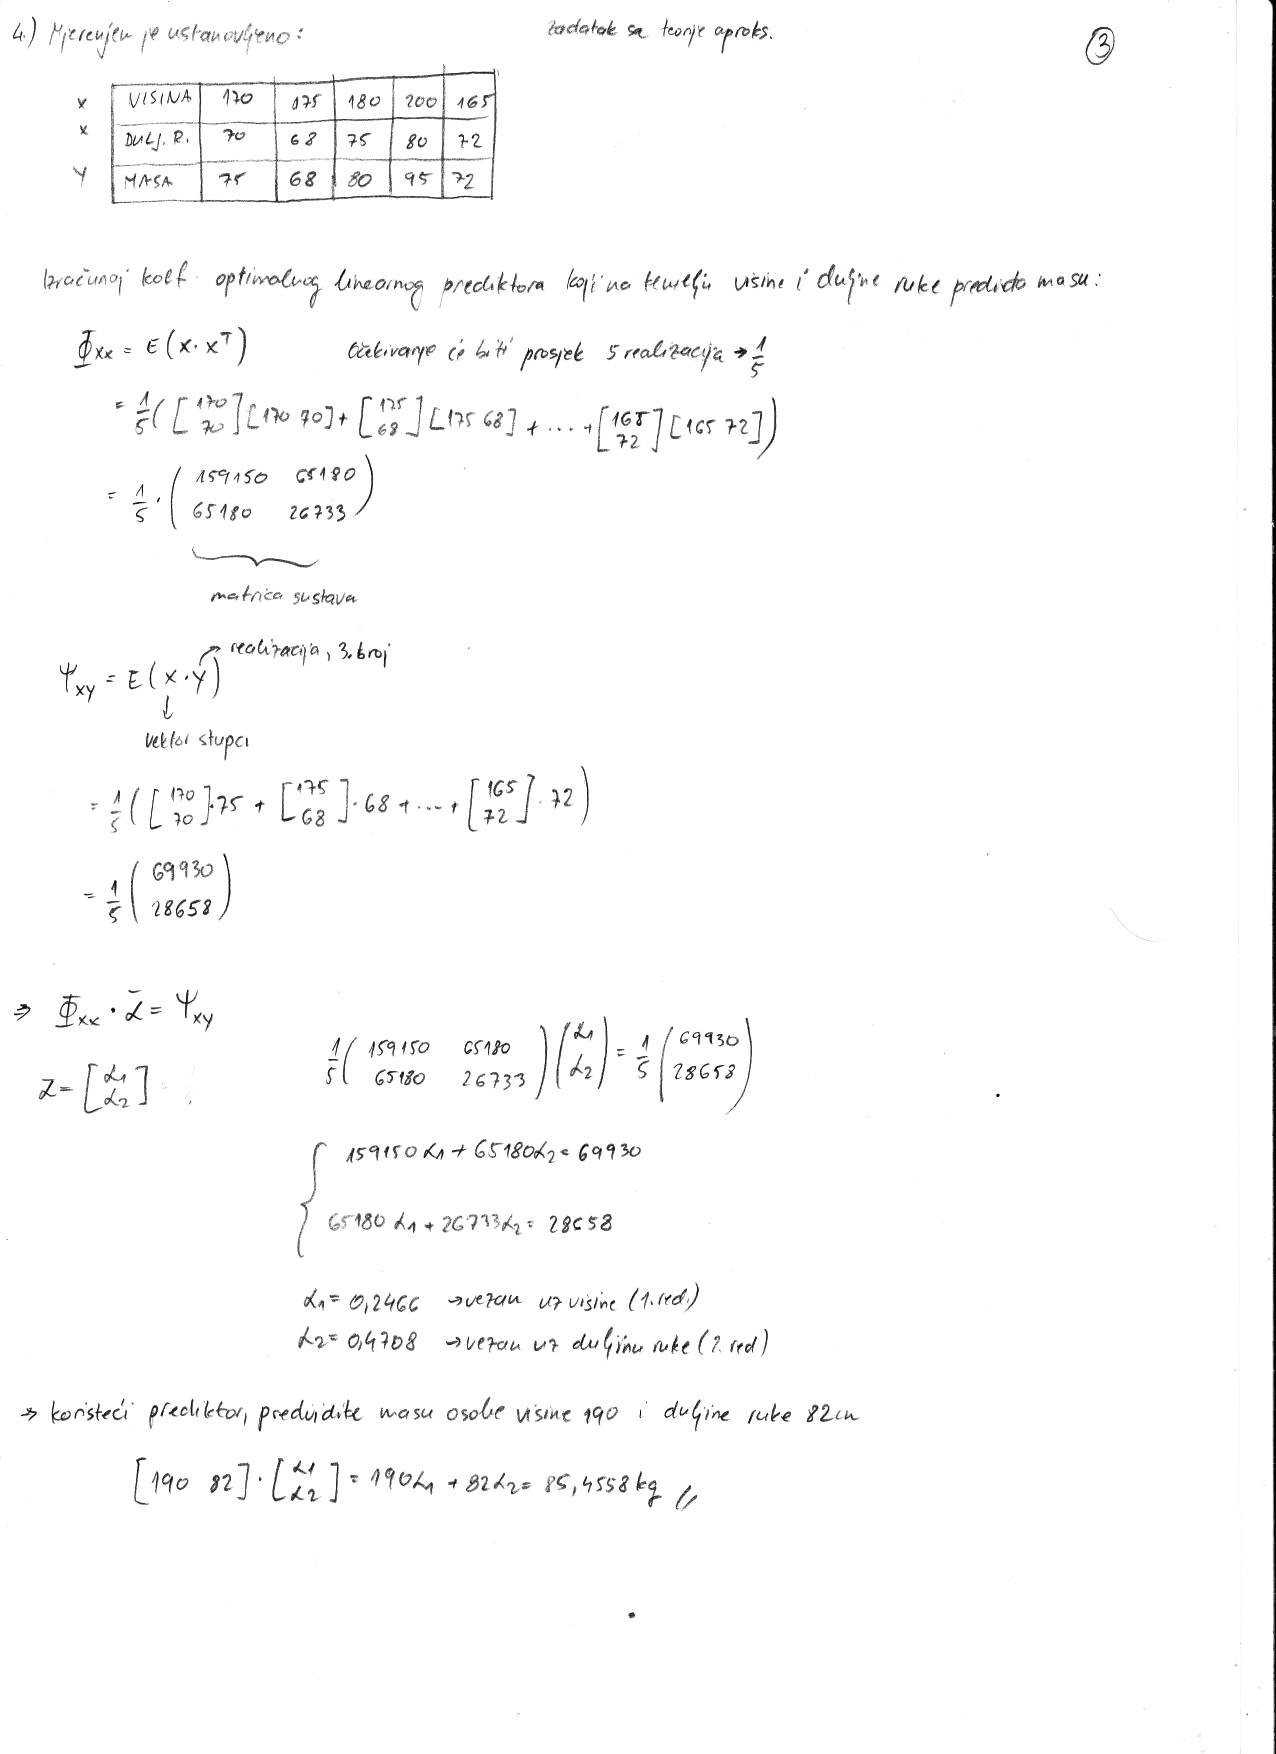 4.) Mjerenjem je ustanovljeno: zadatak sa teorije aproks. 3
x VISINA 170 175 180 200 165
x DULJ. R. 70 68 75 80 72
y MASA 75 68 80 95 72
Izračunaj koef. optimalnog linearnog prediktora koji na temelju visine i duljine ruke predviđa masu:
Φxx = E(x·xᵀ) Očekivanje će biti prosjek 5 realizacija → 1/5
= 1/5 ([170 70][170 70] + [175 68][175 68] + ... + [165 72][165 72])
= 1/5 · (159150 65180
65180 26733)
matrica sustava
realizacija, 3. broj
Ψxy = E(x·y)
vektor stupci
= 1/5 ([170 70]·75 + [175 68]·68 + ... + [165 72]·72)
= 1/5 (69930
28658)
⇒ Φxx · α̅ = Ψxy
α = [α1 α2]
1/5 (159150 65180 65180 26733)(α1 α2) = 1/5 (69930 28658)
159150 α1 + 65180α2 = 69930
65180 α1 + 26733α2 = 28658
α1 = 0,2466 → vezan uz visine (1. red.)
α2 = 0,4708 → vezan uz duljinu ruke (2. red)
⇒ koristeći prediktor, predvidite masu osobe visine 190 i duljine ruke 82cm
[190 82]·[α1 α2] = 190α1 + 82α2 = 85,4558 kg //